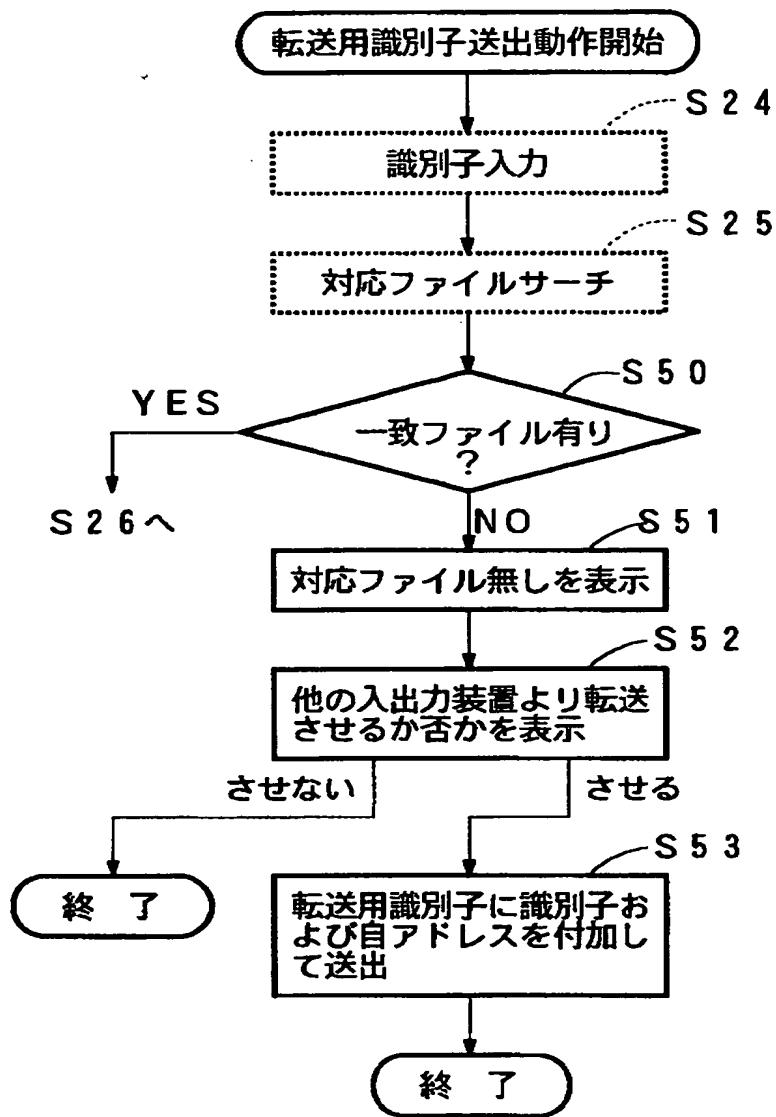 転送用識別子送出動作開始
S24
識別子入力
S25
対応ファイルサーチ
S50
YES
一致ファイル有り
?
S26へ
NO
S51
対応ファイル無しを表示
S52
他の入出力装置より転送
させるか否かを表示
させない
させる
S53
終 了
転送用識別子に識別子お
よび自アドレスを付加し
て送出
終 了